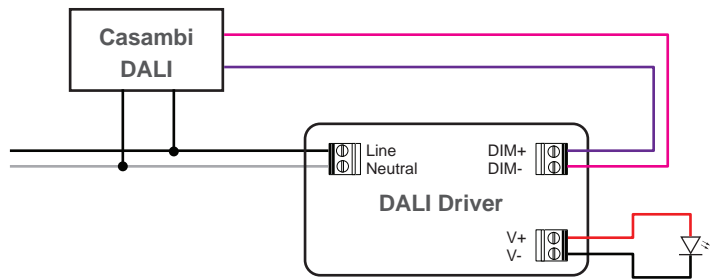 Casambi
DALI
Line
DIM+
Neutral
DIM-
DALI Driver
V+
V-